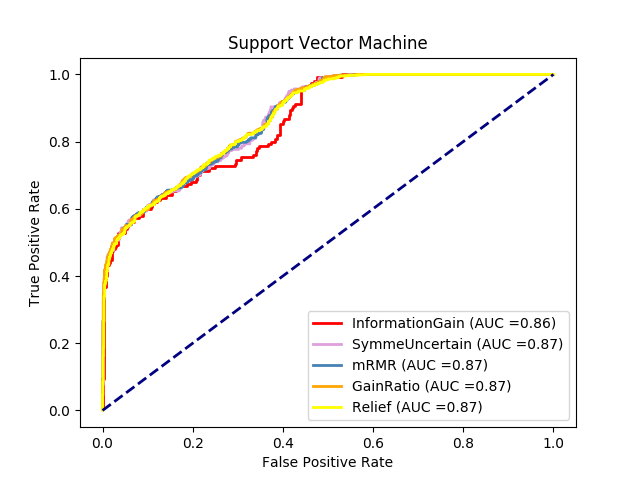 Support Vector Machine
True Positive Rate
1.0
0.8
0.6
0.4
0.2
0.0
InformationGain (AUC =0.86)
SymmeUncertain (AUC =0.87)
mRMR (AUC =0.87)
GainRatio (AUC =0.87)
Relief (AUC =0.87)
0.0 0.2 0.4 0.6 0.8 1.0
False Positive Rate